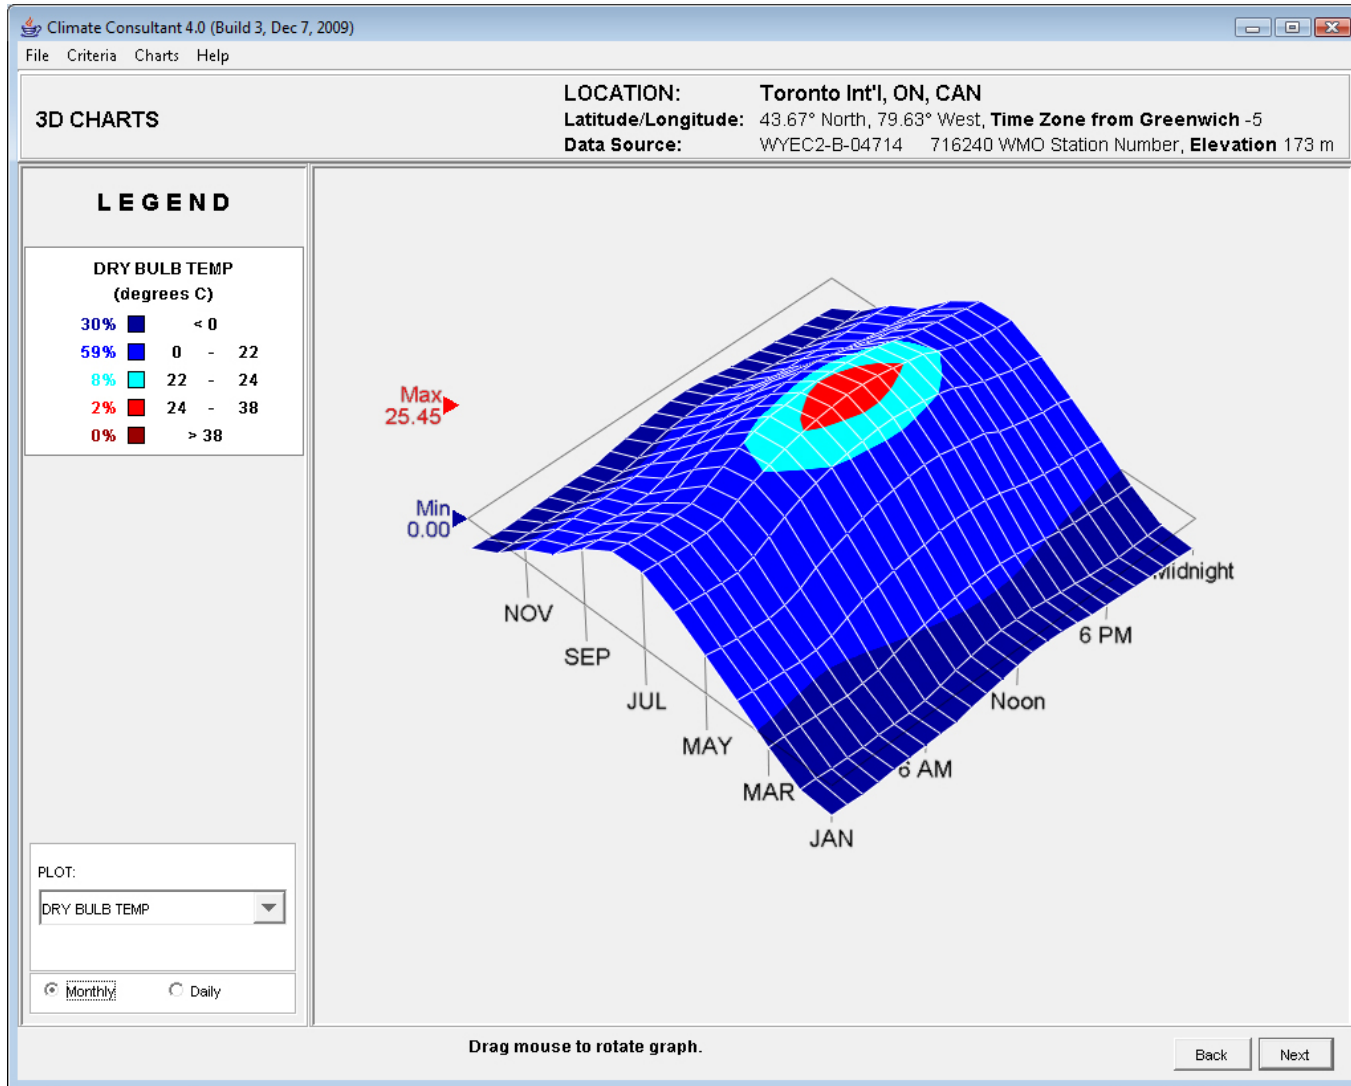 Climate Consultant 4.0 (Build 3, Dec 7, 2009)
File Criteria Charts Help
3D CHARTS
LOCATION: Toronto Int'l, ON, CAN
Latitude/Longitude: 43.67° North, 79.63° West, Time Zone from Greenwich -5
Data Source: WYEC2-B-04714 716240 WMO Station Number, Elevation 173 m
LEGEND
DRY BULB TEMP
(degrees C)
30% < 0
59% 0 - 22
8% 22 - 24
2% 24 - 38
0% > 38
Max
25.45
Min
0.00
NOV
SEP
JUL
MAY
MAR
JAN
6 AM
Noon
6 PM
Midnight
PLOT:
DRY BULB TEMP
Monthly Daily
Drag mouse to rotate graph.
Back Next